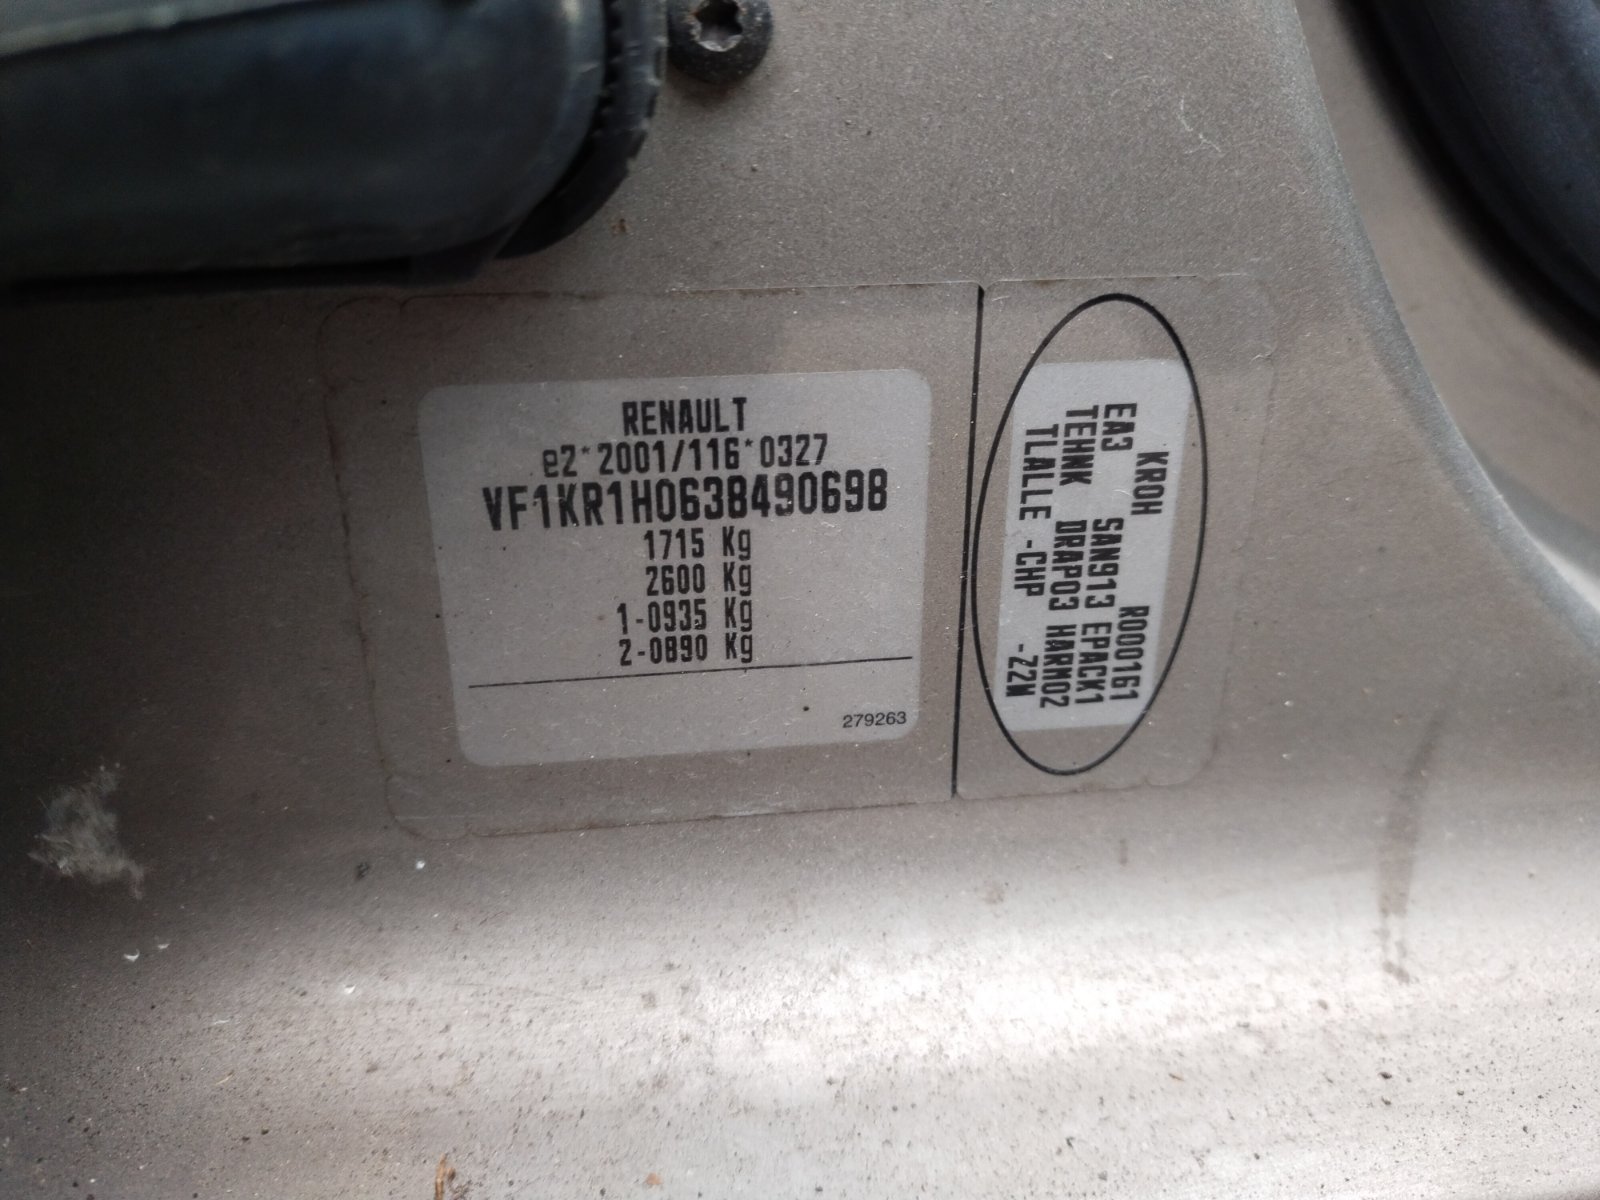 RENAULT
e2*2001/116*0327
VF1KR1H0638490698
1715 Kg
2600 Kg
1-0935 Kg
2-0890 Kg
279263
KROH R000161
EA3 SAN913 EPACK1
TEHNK DRAP03 HARM02
TLALLE -CHP -ZZW